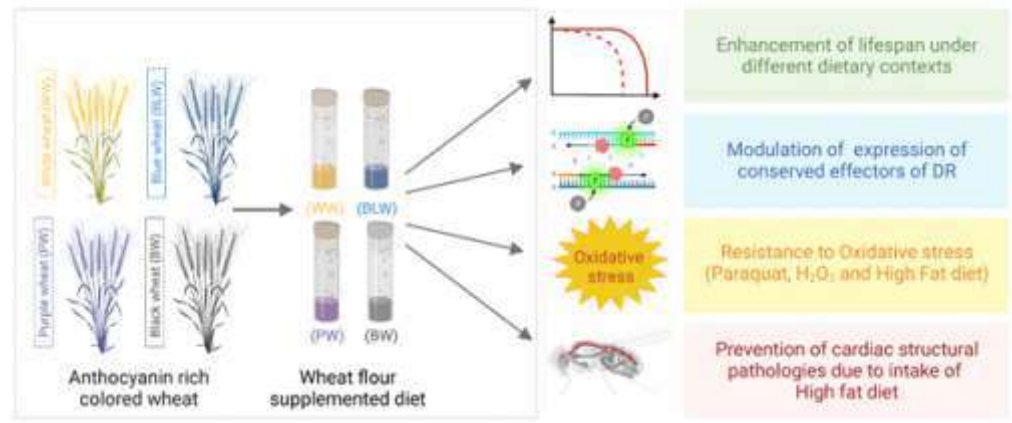 White wheat (WW)
Blue wheat (BLW)
Purple wheat (PW)
Black wheat (BW)
Anthocyanin rich
colored wheat
(WW)
(BLW)
(PW)
(BW)
Wheat flour
supplemented diet
Oxidative
stress
Enhancement of lifespan under
different dietary contexts
Modulation of expression of
conserved effectors of DR
Resistance to Oxidative stress
(Paraquat, H₂O₂ and High Fat diet)
Prevention of cardiac structural
pathologies due to intake of
High fat diet